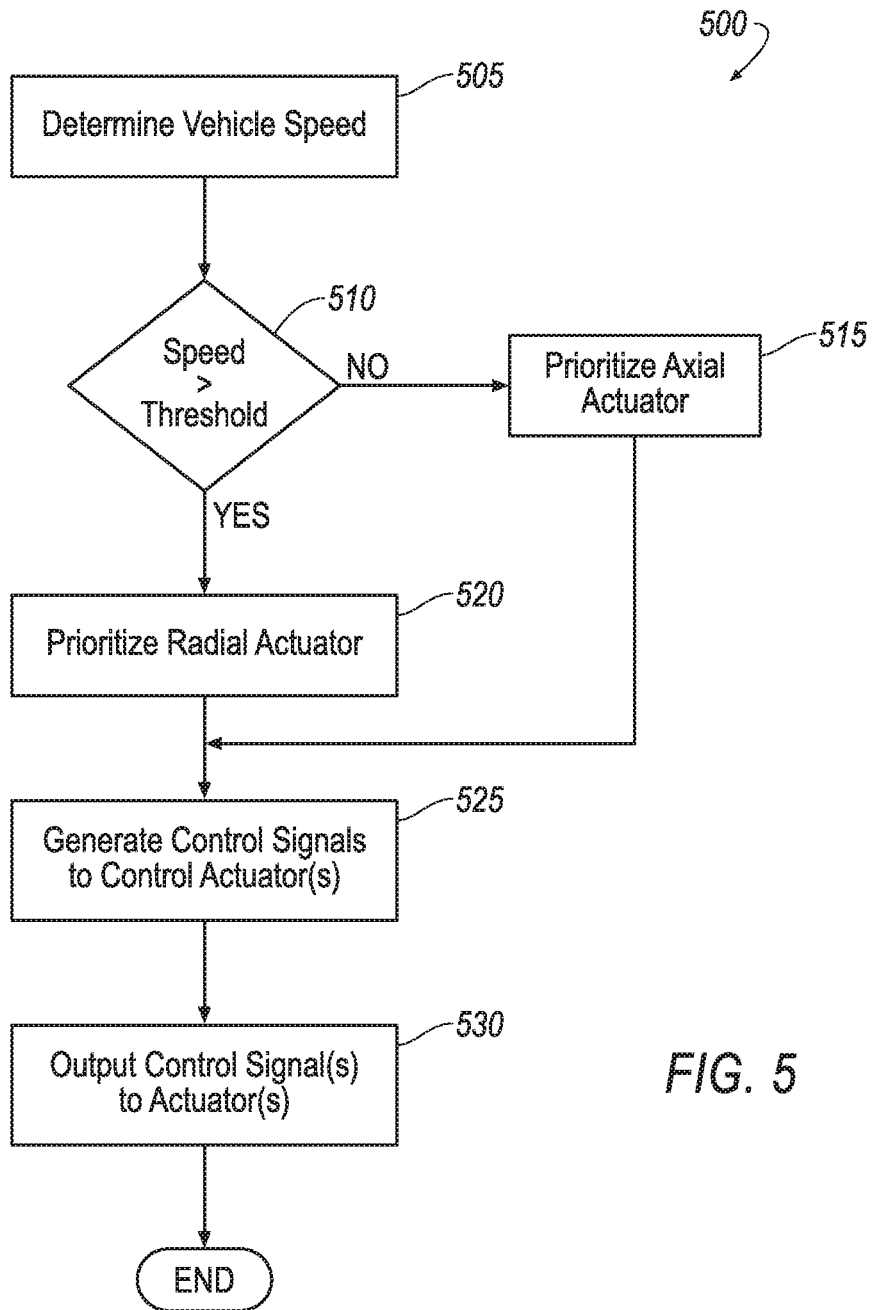 500
505
Determine Vehicle Speed
510
Speed
>
Threshold
NO
515
Prioritize Axial
Actuator
YES
520
Prioritize Radial Actuator
525
Generate Control Signals
to Control Actuator(s)
530
Output Control Signal(s)
to Actuator(s)
FIG. 5
END